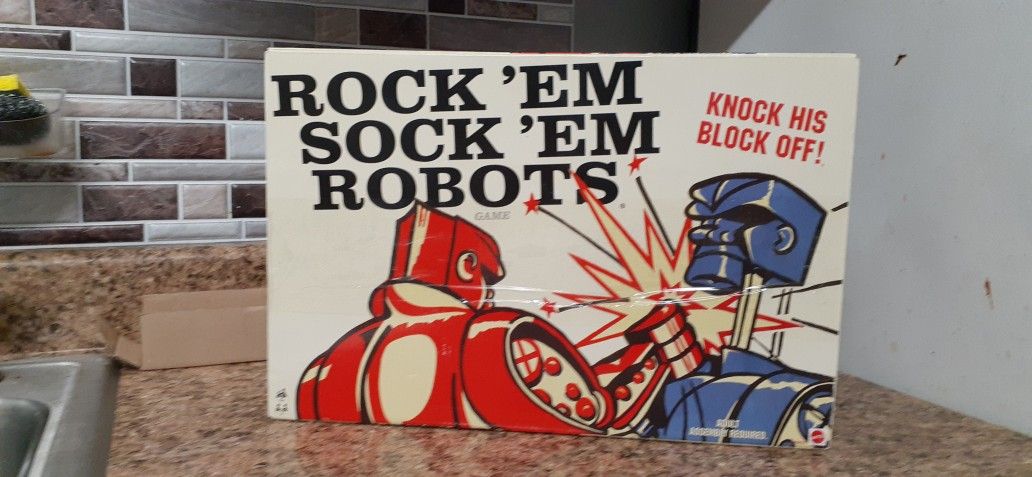 ROCK 'EM
SOCK 'EM
ROBOTS
GAME
KNOCK HIS
BLOCK OFF!
ADULT
ASSEMBLY REQUIRED.